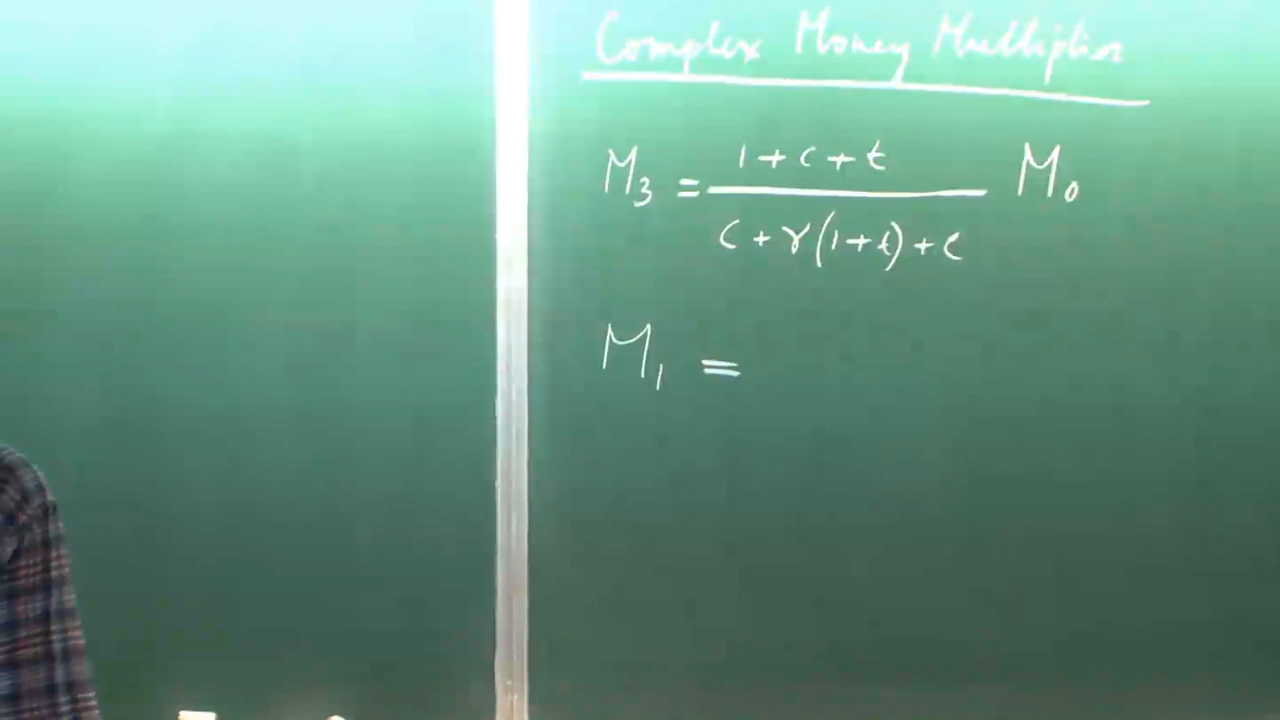 Complex Money Multiplier
M₃ = (1 + c + t) / (c + r(1+t) + e) M₀
M₁ =